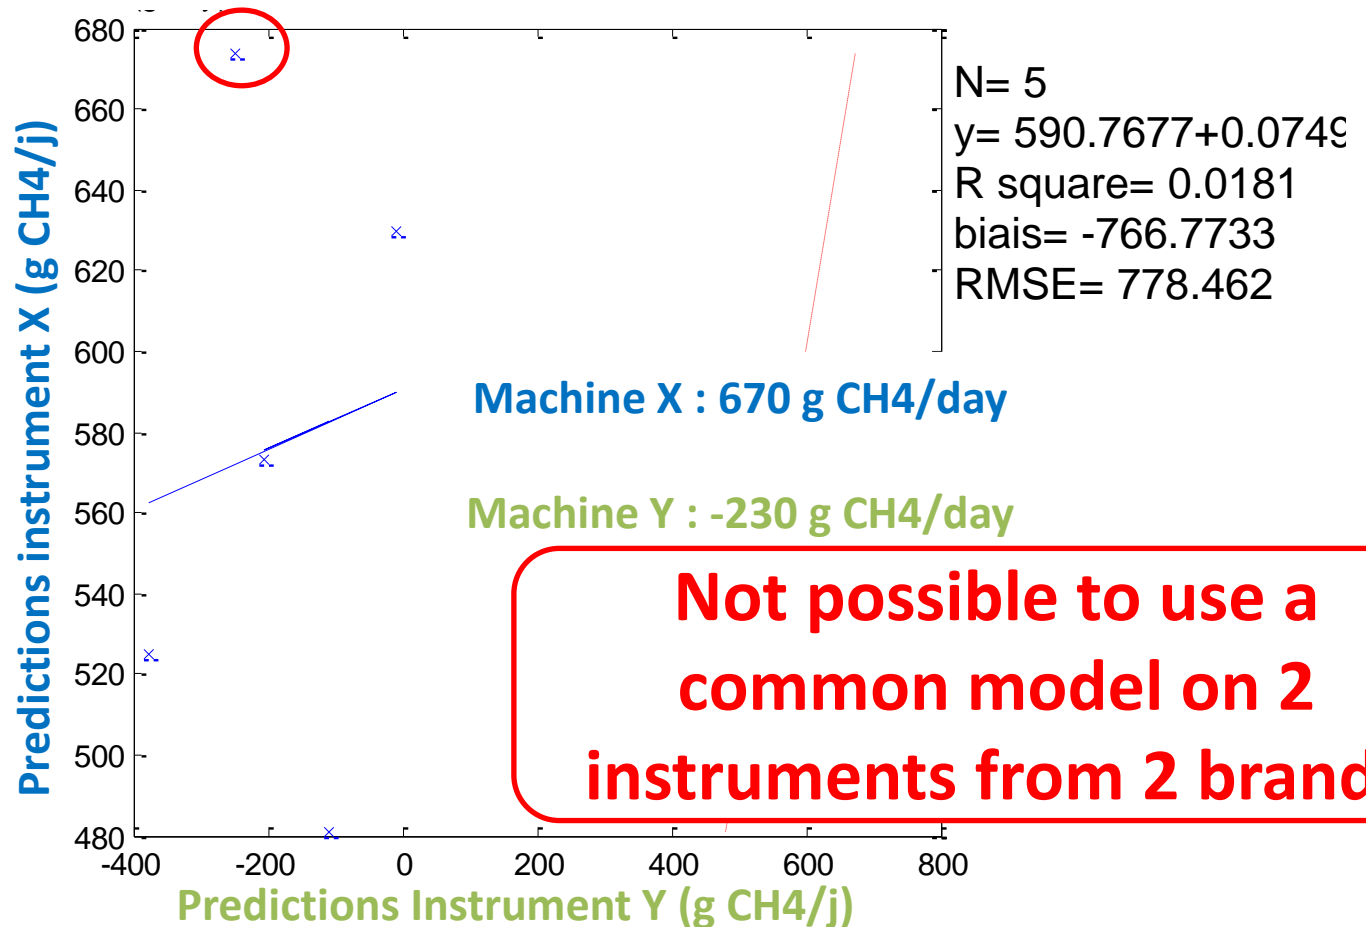 680
660
640
620
600
580
560
540
520
500
480
-400
-200
0
200
400
600
800
Predictions instrument X (g CH4/j)
Predictions Instrument Y (g CH4/j)
N= 5
y= 590.7677+0.0749
R square= 0.0181
biais= -766.7733
RMSE= 778.462
Machine X : 670 g CH4/day
Machine Y : -230 g CH4/day
Not possible to use a
common model on 2
instruments from 2 brand